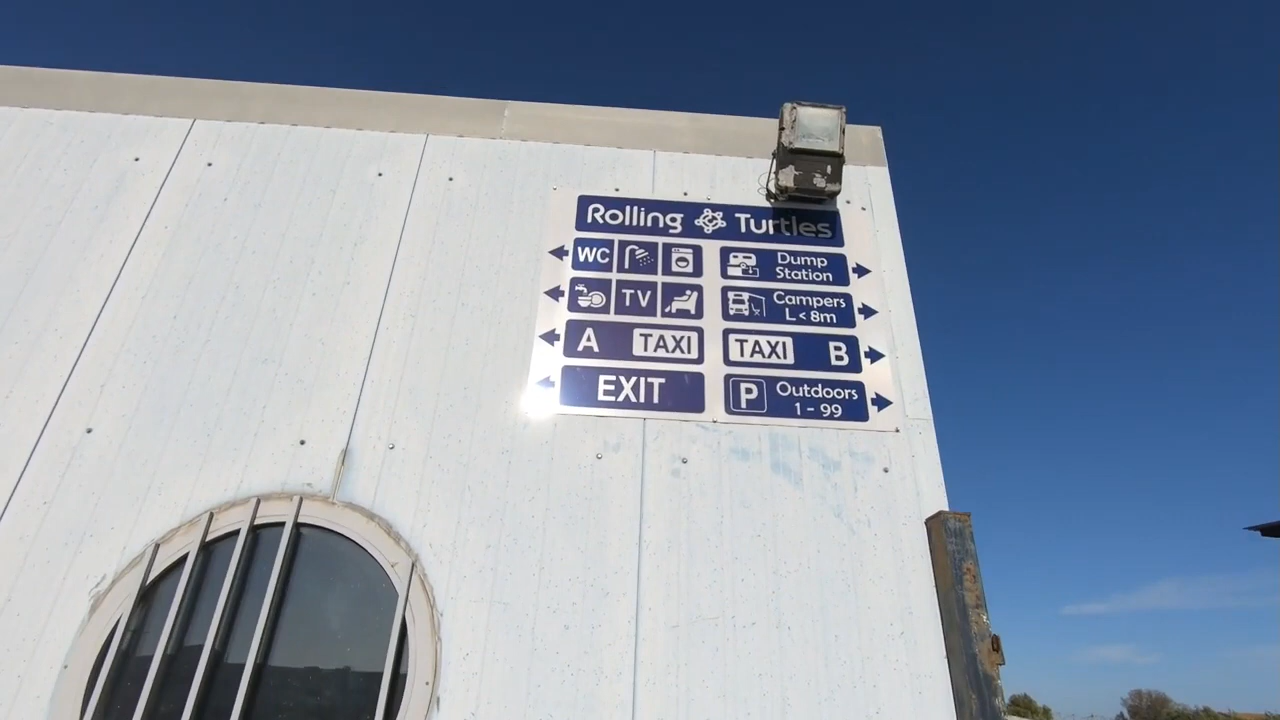 Rolling Turtles
WC
TV
A TAXI
EXIT
Dump
Station
Campers
L < 8m
TAXI B
P Outdoors
1 - 99